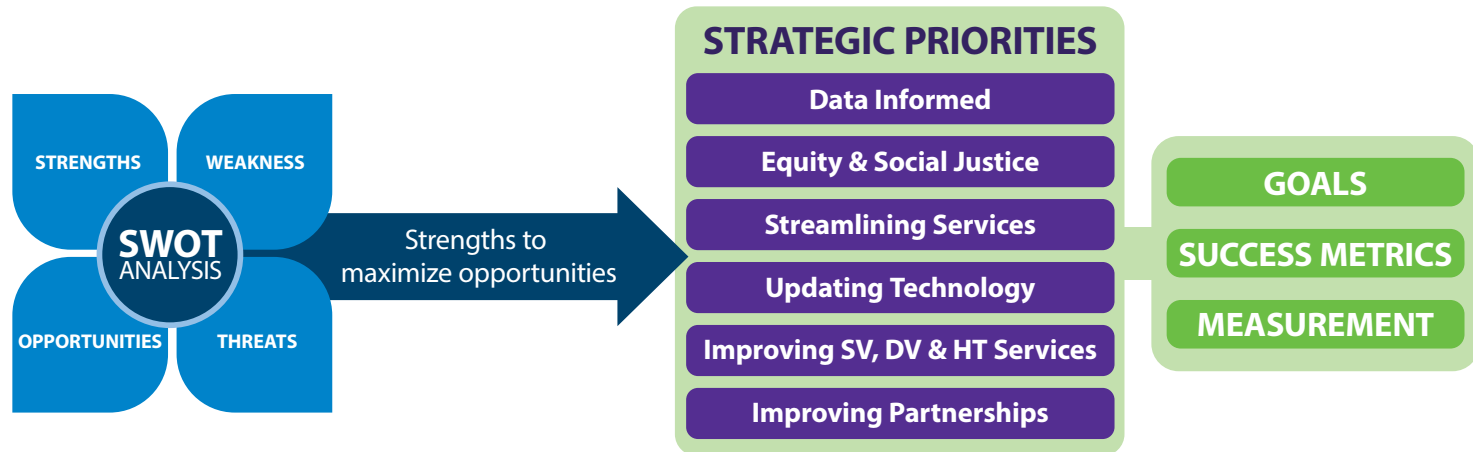 STRENGTHS
WEAKNESS
SWOT
ANALYSIS
OPPORTUNITIES
THREATS
Strengths to
maximize opportunities
STRATEGIC PRIORITIES
Data Informed
Equity & Social Justice
Streamlining Services
Updating Technology
Improving SV, DV & HT Services
Improving Partnerships
GOALS
SUCCESS METRICS
MEASUREMENT